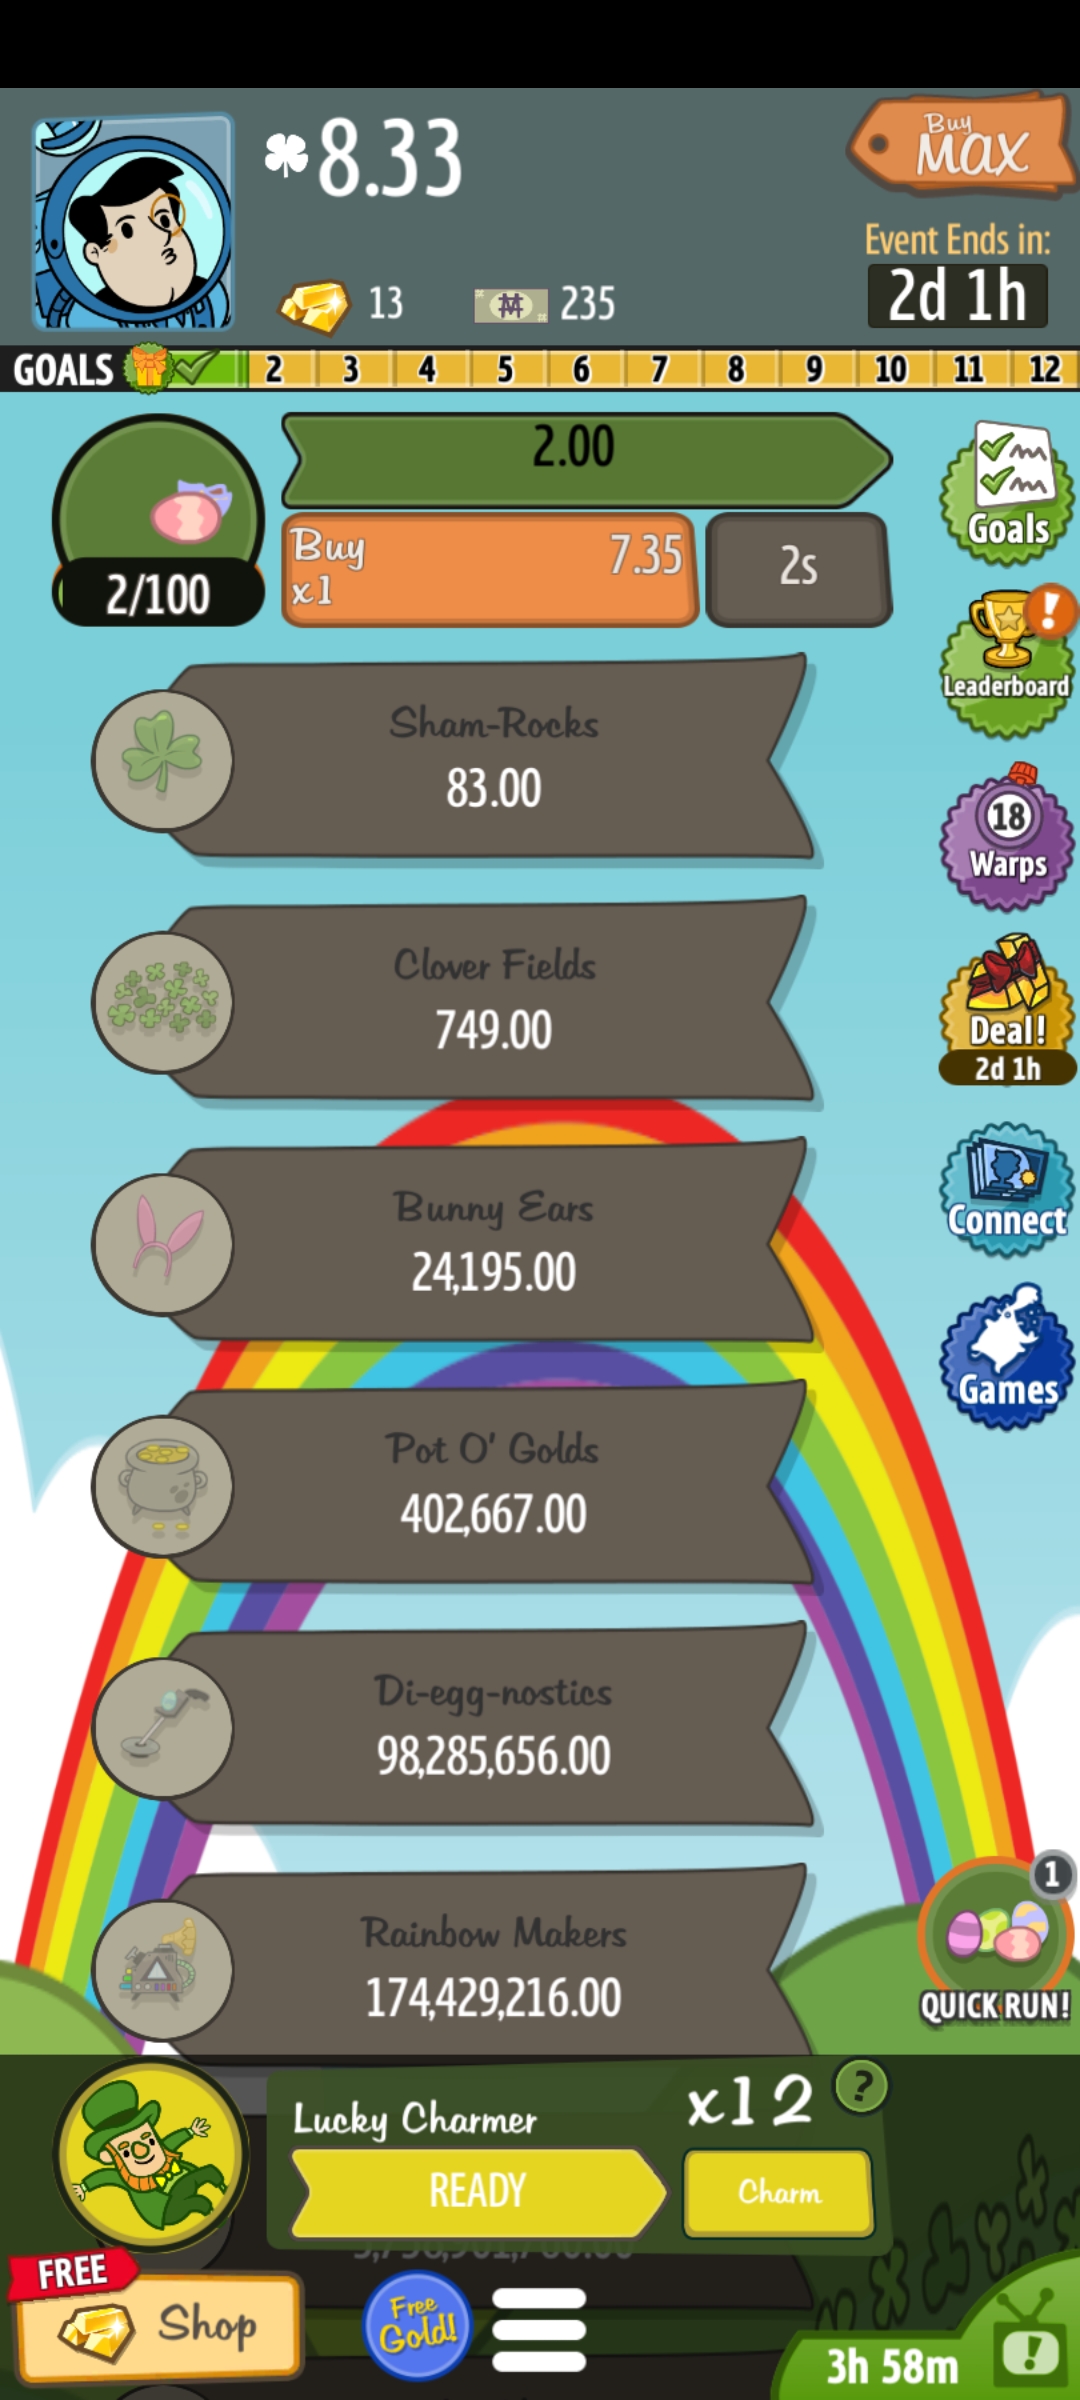 8.33
Buy
MAX
Event Ends in:
2d 1h
13
235
GOALS 2 3 4 5 6 7 8 9 10 11 12
2.00
Buy
x1
7.35
2s
2/100
Goals
Leaderboard
Sham-Rocks
83.00
18
Warps
Clover Fields
749.00
Deal!
2d 1h
Bunny Ears
24,195.00
Connect
Games
Pot O' Golds
402,667.00
Di-egg-nostics
98,285,656.00
Rainbow Makers
174,429,216.00
1
QUICK RUN!
Lucky Charmer
x12
?
READY
Charm
FREE
Shop
Free
Gold!
3h 58m